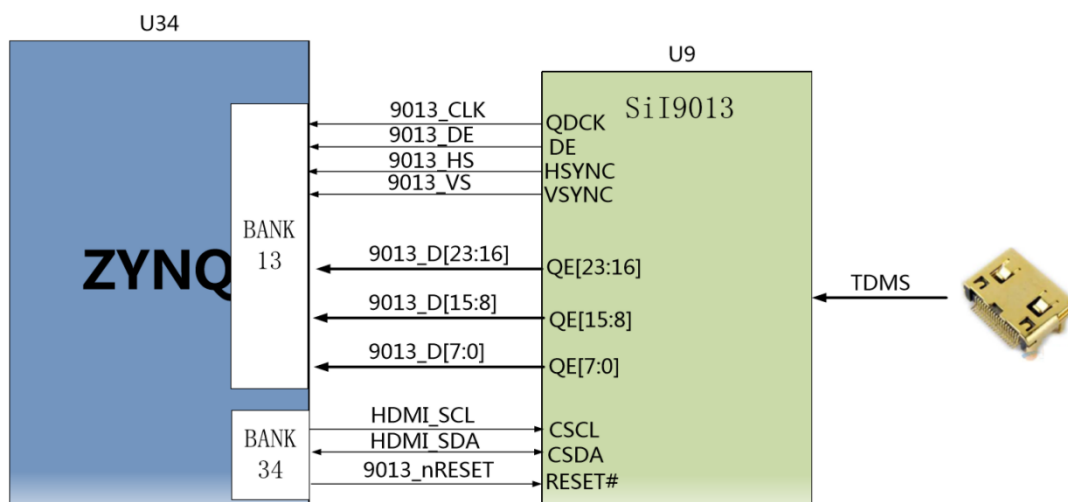 U34
U9
SiI9013
9013_CLK
QDCK
9013_DE
DE
9013_HS
HSYNC
9013_VS
VSYNC
BANK
13
ZYNQ
9013_D[23:16]
QE[23:16]
TDMS
9013_D[15:8]
QE[15:8]
9013_D[7:0]
QE[7:0]
BANK
34
HDMI_SCL
CSCL
HDMI_SDA
CSDA
9013_nRESET
RESET#